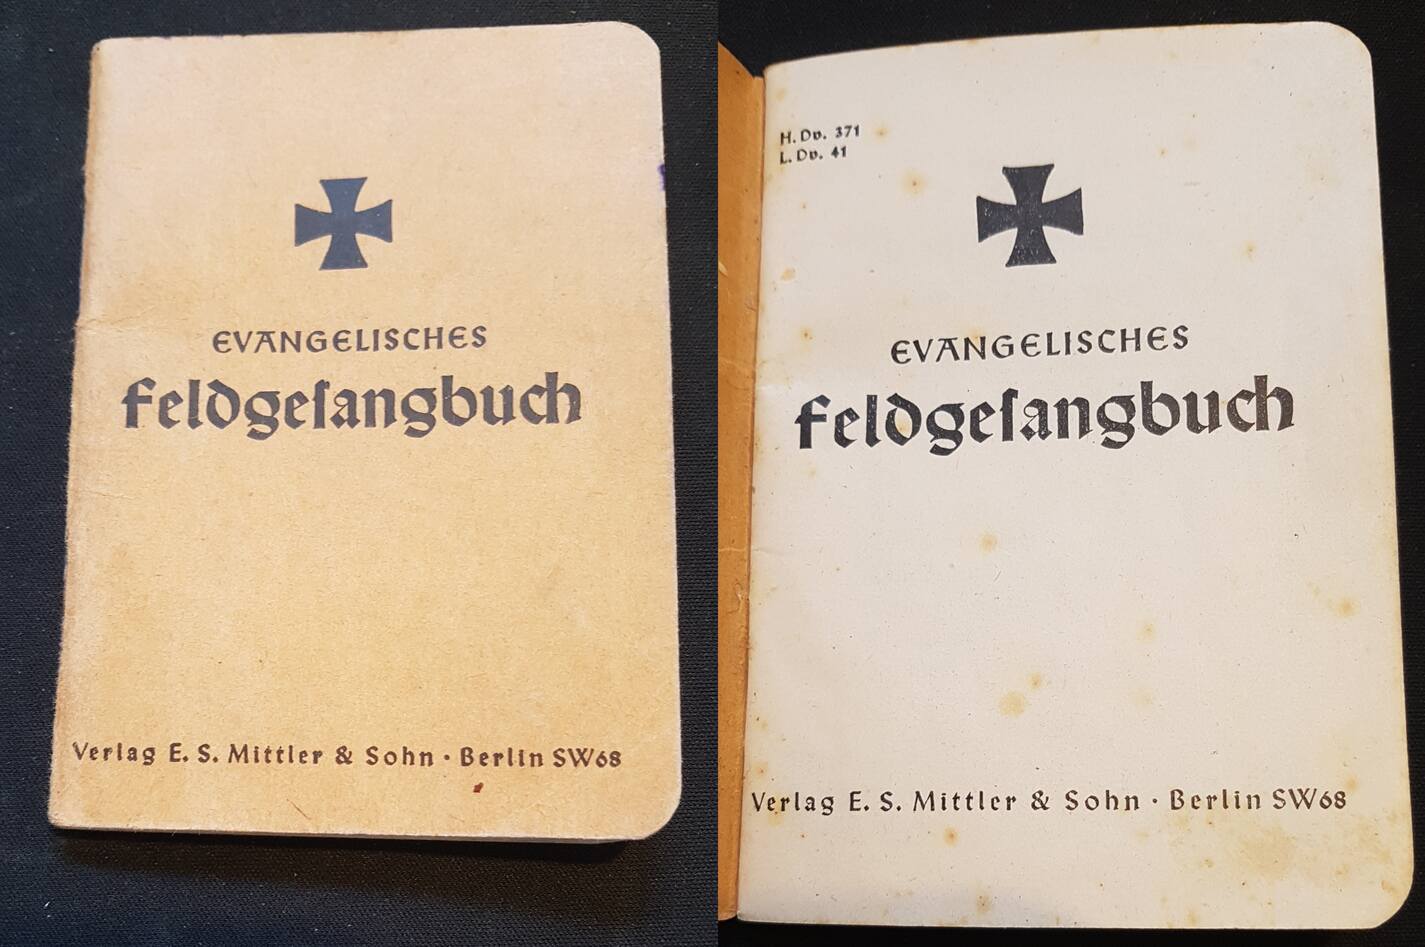 EVANGELISCHES
Feldgeſangbuch
Verlag E. S. Mittler & Sohn · Berlin SW68
H. Dv. 371
L. Dv. 41
EVANGELISCHES
Feldgeſangbuch
Verlag E. S. Mittler & Sohn · Berlin SW68